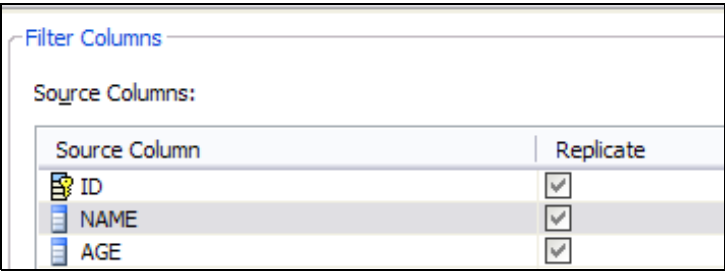 Filter Columns
Source Columns:
Source Column Replicate
ID
NAME
AGE